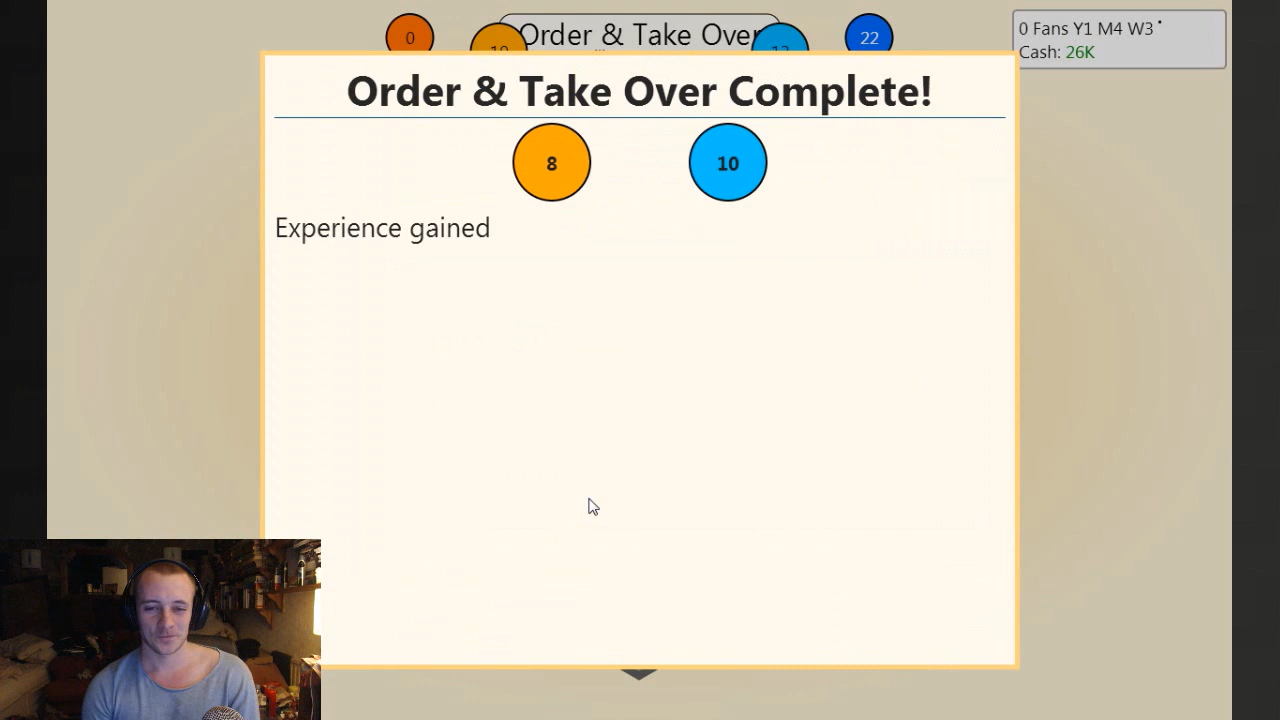 0
10
Order & Take Over
22
0 Fans Y1 M4 W3
Cash: 26K
Order & Take Over Complete!
8
10
Experience gained